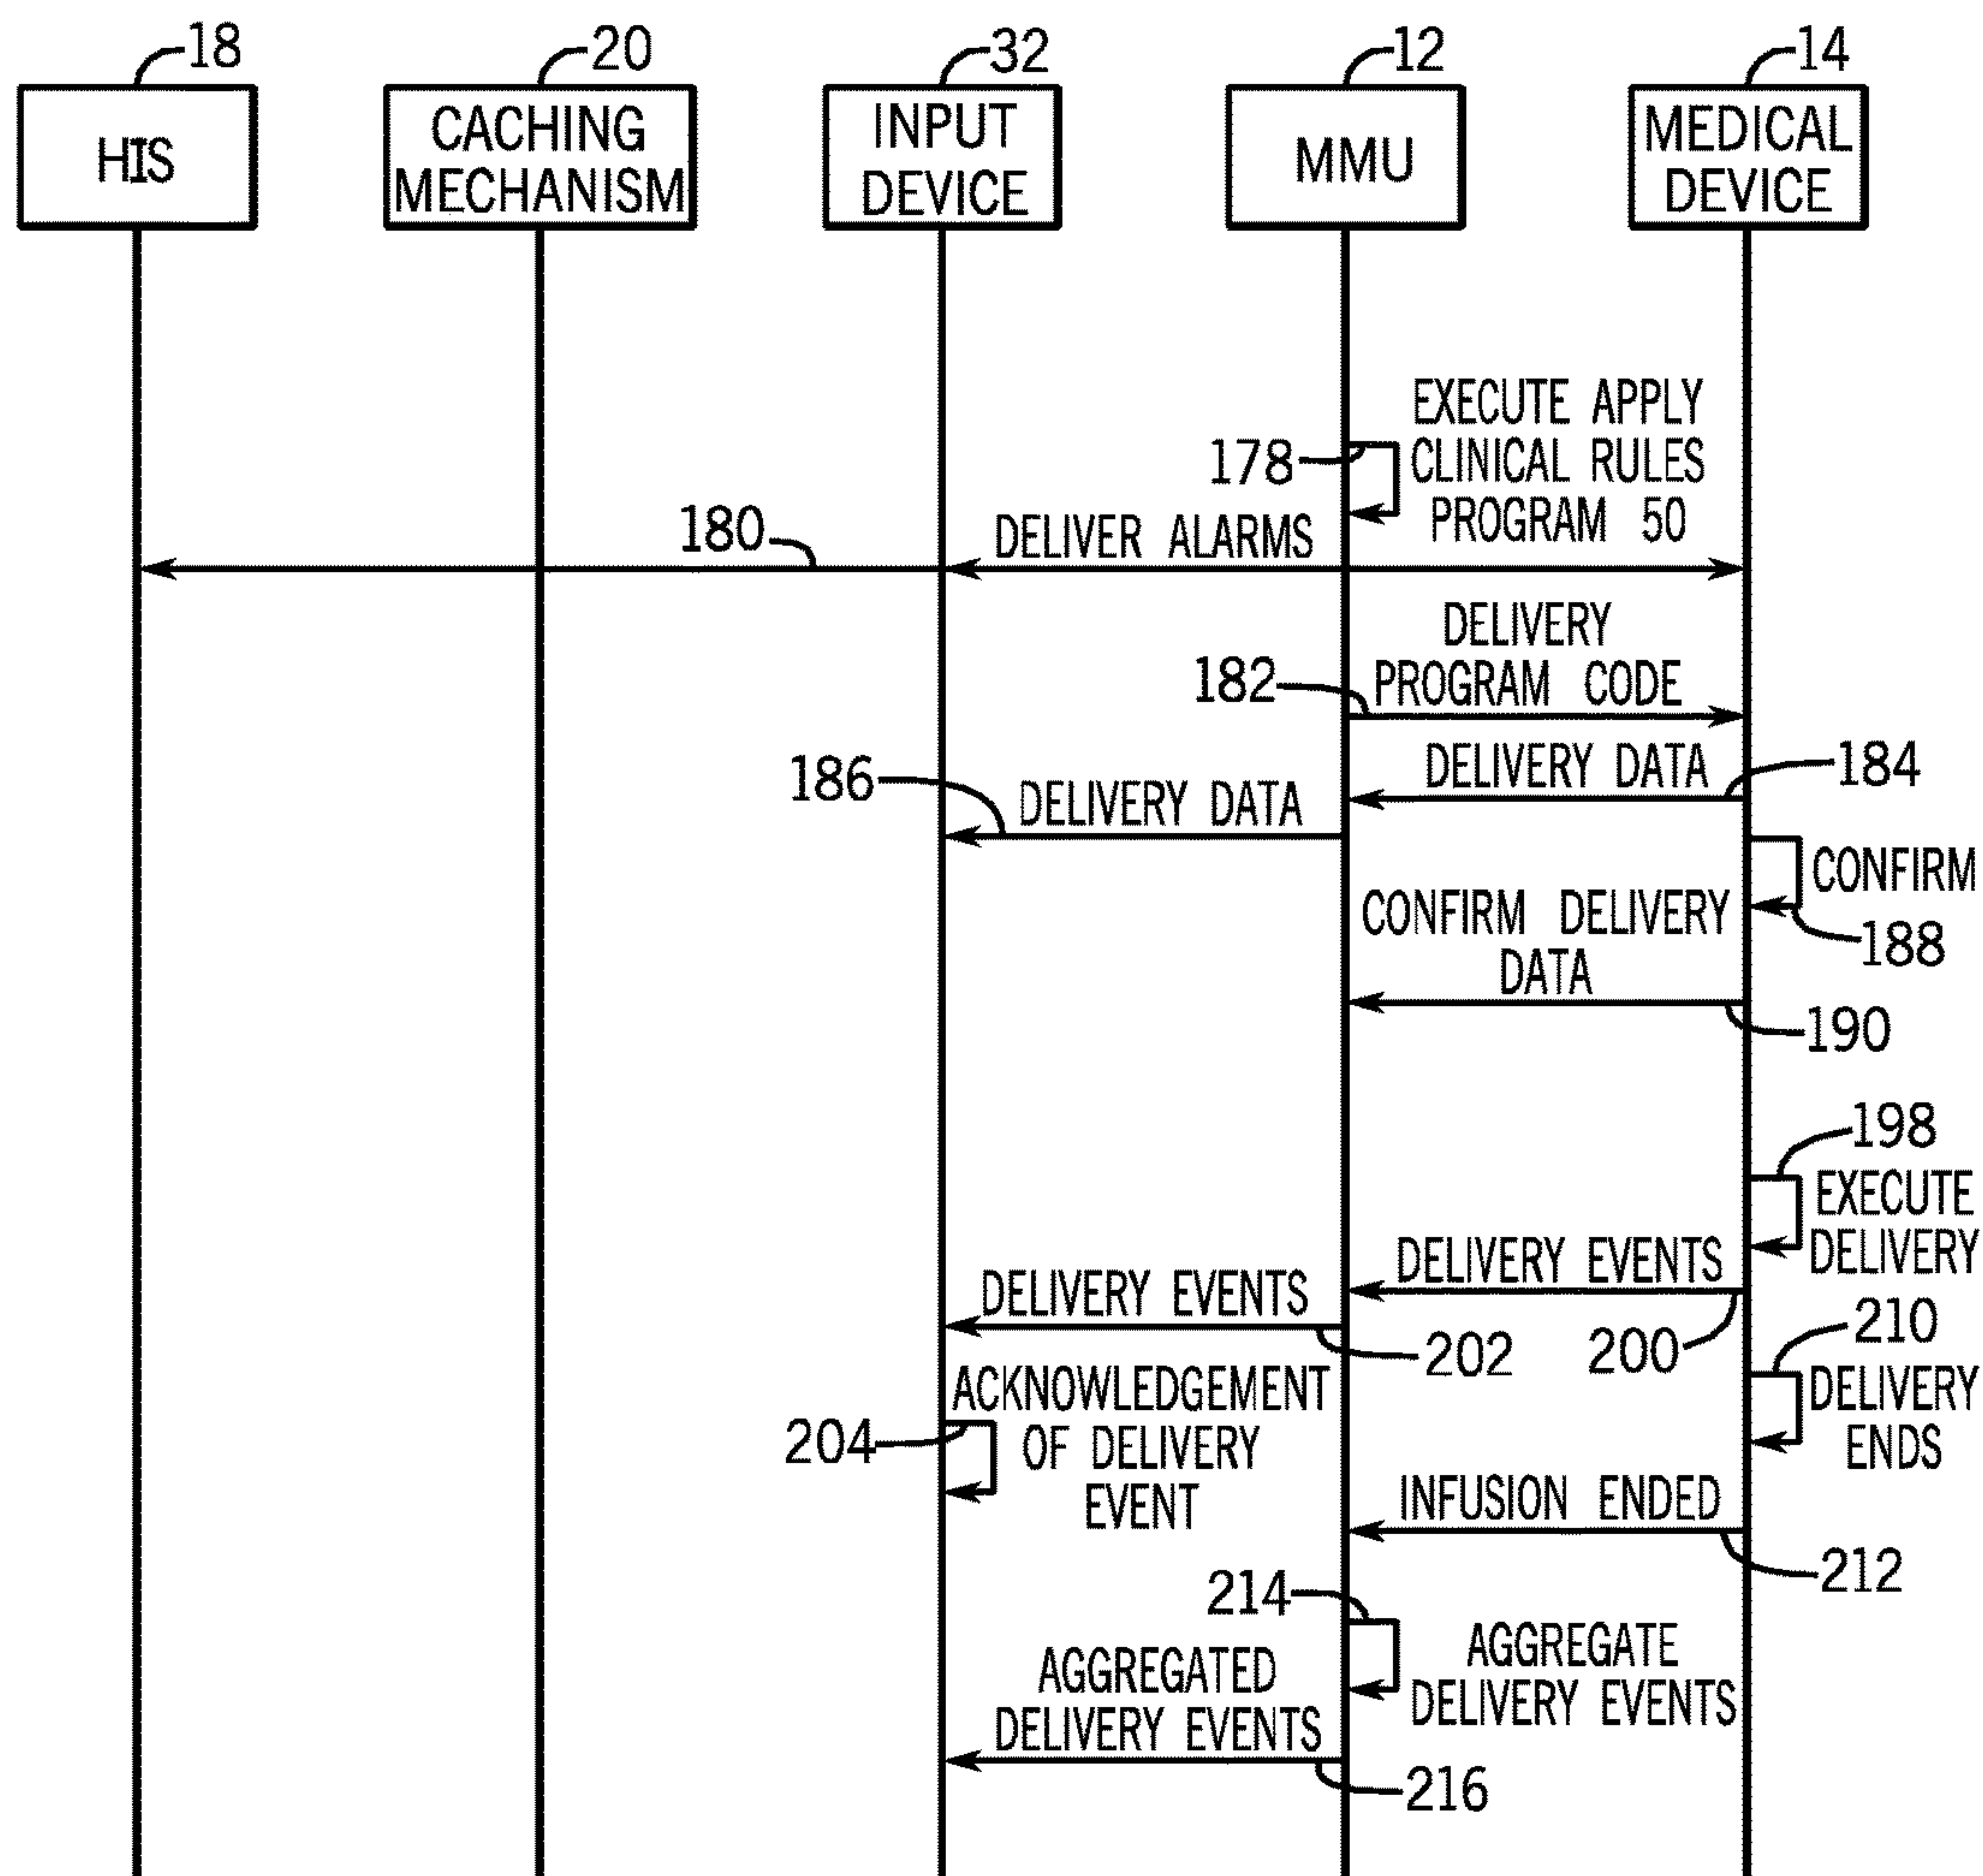 18
20
32
12
14
HIS
CACHING
MECHANISM
INPUT
DEVICE
MMU
MEDICAL
DEVICE
178
EXECUTE APPLY
CLINICAL RULES
PROGRAM 50
180
DELIVER ALARMS
182
DELIVERY
PROGRAM CODE
DELIVERY DATA
184
186
DELIVERY DATA
CONFIRM
188
CONFIRM DELIVERY
DATA
190
198
EXECUTE
DELIVERY
DELIVERY EVENTS
200
DELIVERY EVENTS
202
210
DELIVERY
ENDS
204
ACKNOWLEDGEMENT
OF DELIVERY
EVENT
INFUSION ENDED
212
214
AGGREGATE
DELIVERY EVENTS
AGGREGATED
DELIVERY EVENTS
216